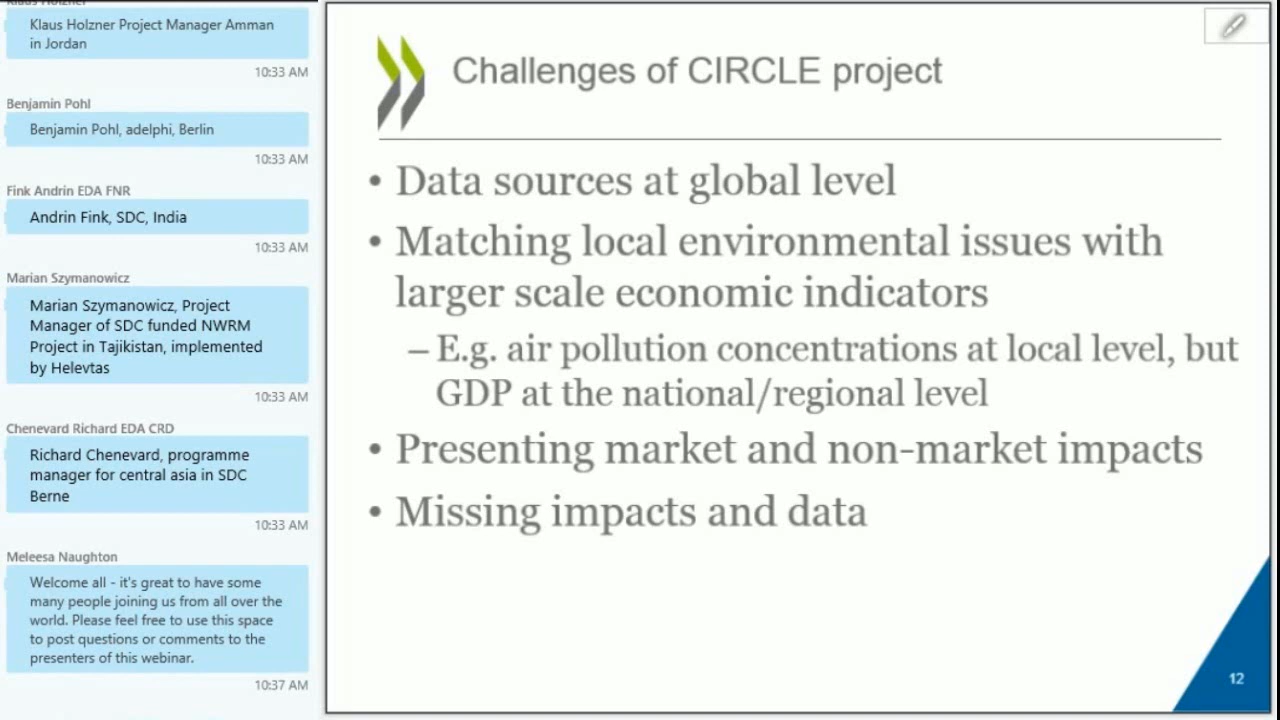 Klaus Holzner
Klaus Holzner Project Manager Amman
in Jordan
10:33 AM
Benjamin Pohl
Benjamin Pohl, adelphi, Berlin
10:33 AM
Fink Andrin EDA FNR
Andrin Fink, SDC, India
10:33 AM
Marian Szymanowicz
Marian Szymanowicz, Project
Manager of SDC funded NWRM
Project in Tajikistan, implemented
by Helevtas
10:33 AM
Chenevard Richard EDA CRD
Richard Chenevard, programme
manager for central asia in SDC
Berne
10:33 AM
Meleesa Naughton
Welcome all - it's great to have some
many people joining us from all over the
world. Please feel free to use this space
to post questions or comments to the
presenters of this webinar.
10:37 AM
Challenges of CIRCLE project
• Data sources at global level
• Matching local environmental issues with
larger scale economic indicators
– E.g. air pollution concentrations at local level, but
GDP at the national/regional level
• Presenting market and non-market impacts
• Missing impacts and data
12